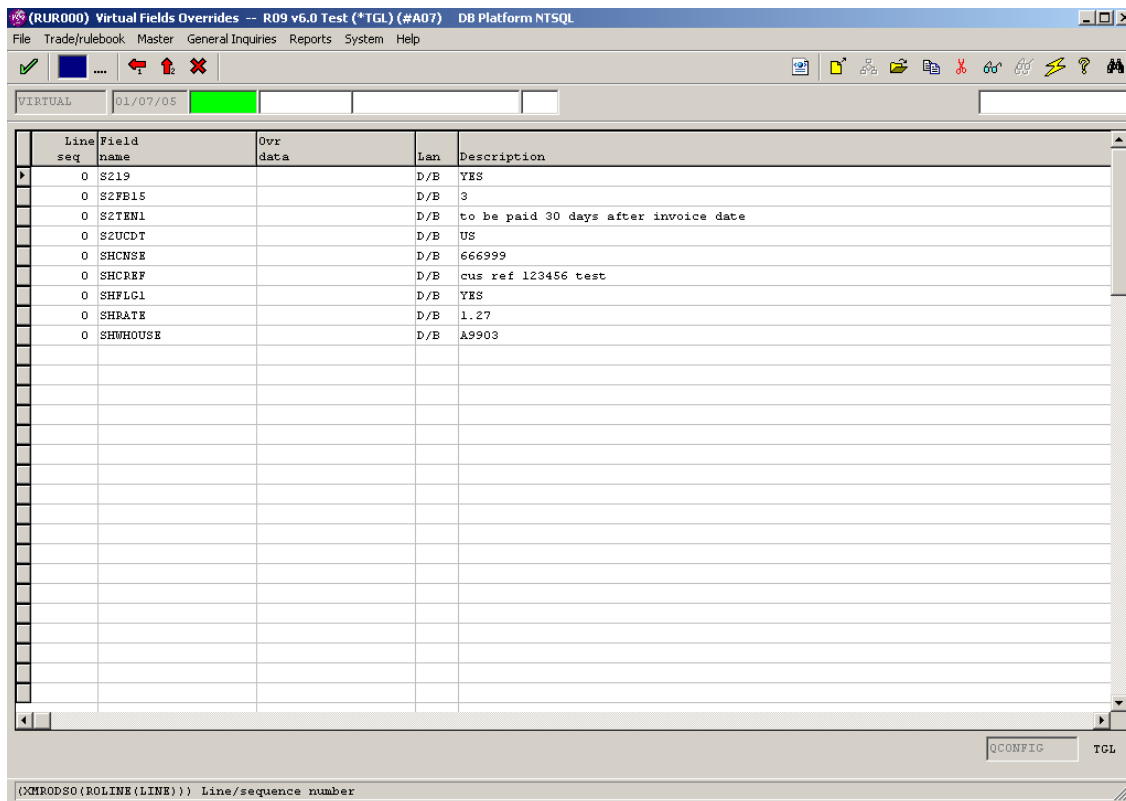 (RUR000) Virtual Fields Overrides -- R09 v6.0 Test (*TGL) (#A07) DB Platform NTSQL
File Trade/rulebook Master General Inquiries Reports System Help
....
VIRTUAL 01/07/05
Line Field Ovr
seq name data Lan Description
0 S219 D/B YES
0 S2FB15 D/B 3
0 S2TEN1 D/B to be paid 30 days after invoice date
0 S2UCDT D/B US
0 SHCNSE D/B 666999
0 SHCREF D/B cus ref 123456 test
0 SHFLG1 D/B YES
0 SHRATE D/B 1.27
0 SHWHOUSE D/B A9903
QCONFIG TGL
(XMRODSO(ROLINE(LINE))) Line/sequence number